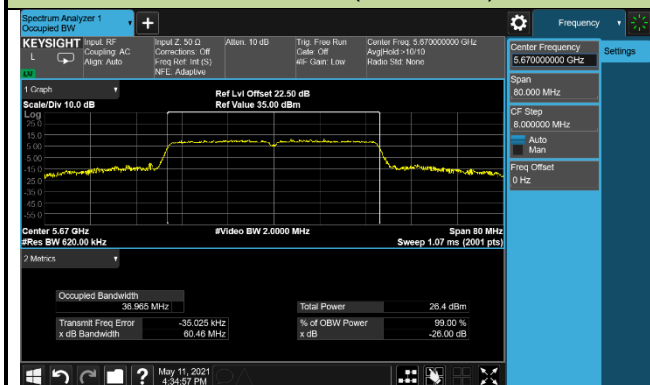 Spectrum Analyzer 1
Occupied BW
+
Frequency
KEYSIGHT
L
LM
Input: RF
Coupling: AC
Align: Auto
Input Z: 50 Ω
Corrections: Off
Freq Ref: Int (S)
NFE: Adaptive
Atten: 10 dB
Trig: Free Run
Gate: Off
#IF Gain: Low
Center Freq: 5.670000000 GHz
Avg|Hold:>10/10
Radio Std: None
Center Frequency
5.670000000 GHz
Settings
Span
80.000 MHz
CF Step
8.000000 MHz
Auto
Man
Freq Offset
0 Hz
1 Graph
Scale/Div 10.0 dB
Ref Lvl Offset 22.50 dB
Ref Value 35.00 dBm
Log
25.0
15.0
5.00
-5.00
-15.0
-25.0
-35.0
-45.0
-55.0
Center 5.67 GHz
#Video BW 2.0000 MHz
Span 80 MHz
#Res BW 620.00 kHz
Sweep 1.07 ms (2001 pts)
2 Metrics
Occupied Bandwidth
36.965 MHz
Total Power
26.4 dBm
Transmit Freq Error
-35.025 kHz
% of OBW Power
99.00 %
x dB Bandwidth
60.46 MHz
x dB
-26.00 dB
?
May 11, 2021
4:34:57 PM